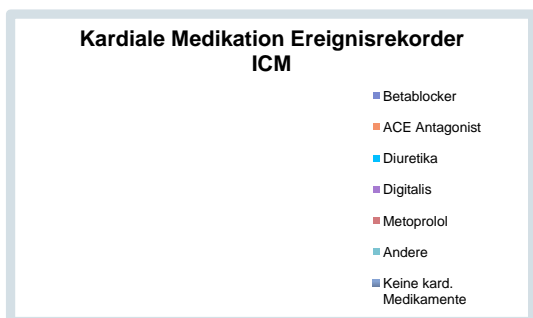 Kardiale Medikation Ereignisrekorder
ICM
Betablocker
ACE Antagonist
Diuretika
Digitalis
Metoprolol
Andere
Keine kard.
Medikamente